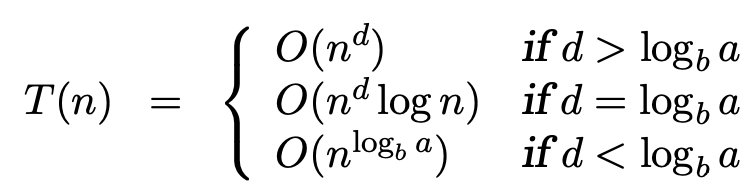 O(n^d) if d > log_b a
T(n) = { O(n^d log n) if d = log_b a
O(n^{log_b a}) if d < log_b a